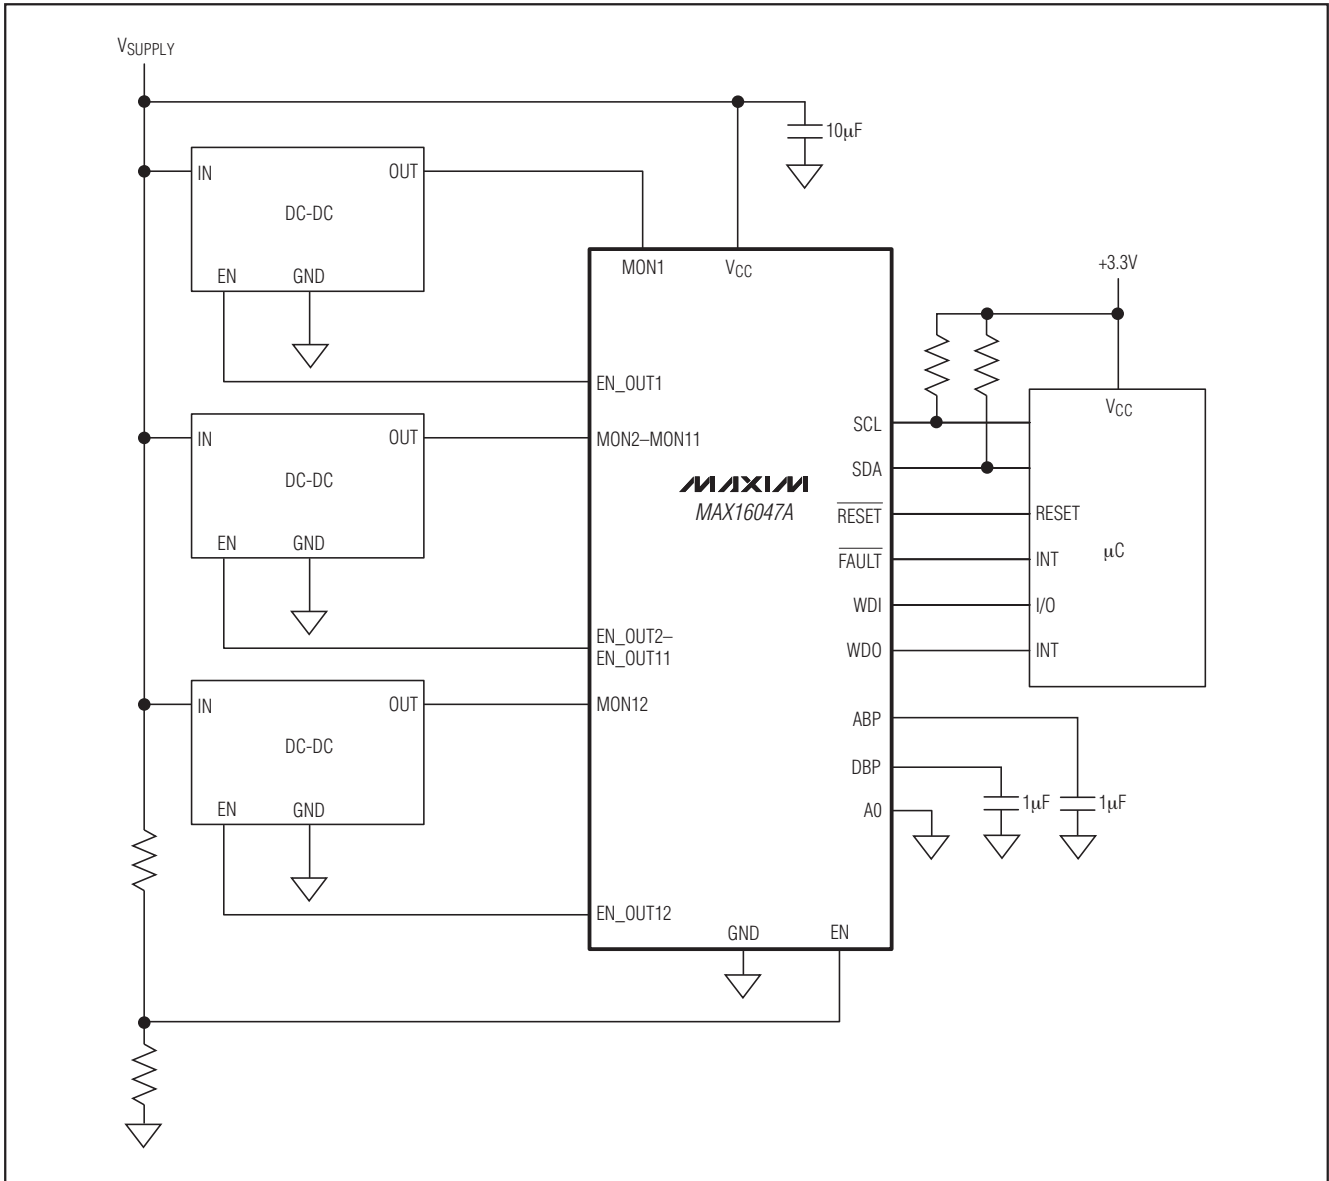 VSUPPLY
10µF
IN
OUT
DC-DC
EN
GND
MON1
VCC
+3.3V
EN_OUT1
VCC
IN
OUT
MON2–MON11
SCL
DC-DC
SDA
MAXIM
MAX16047A
RESET
RESET
EN
GND
FAULT
INT
µC
WDI
I/O
EN_OUT2–
EN_OUT11
WDO
INT
IN
OUT
MON12
ABP
DC-DC
DBP
1µF
1µF
EN
GND
A0
EN_OUT12
GND
EN